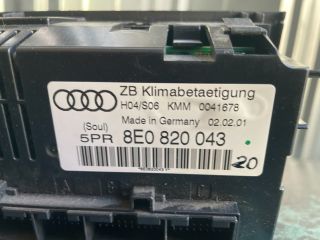 ZB Klimabetaetigung
H04/S06 KMM 0041678
Made in Germany 02.02.01
(Soul)
5PR 8E0 820 043
20